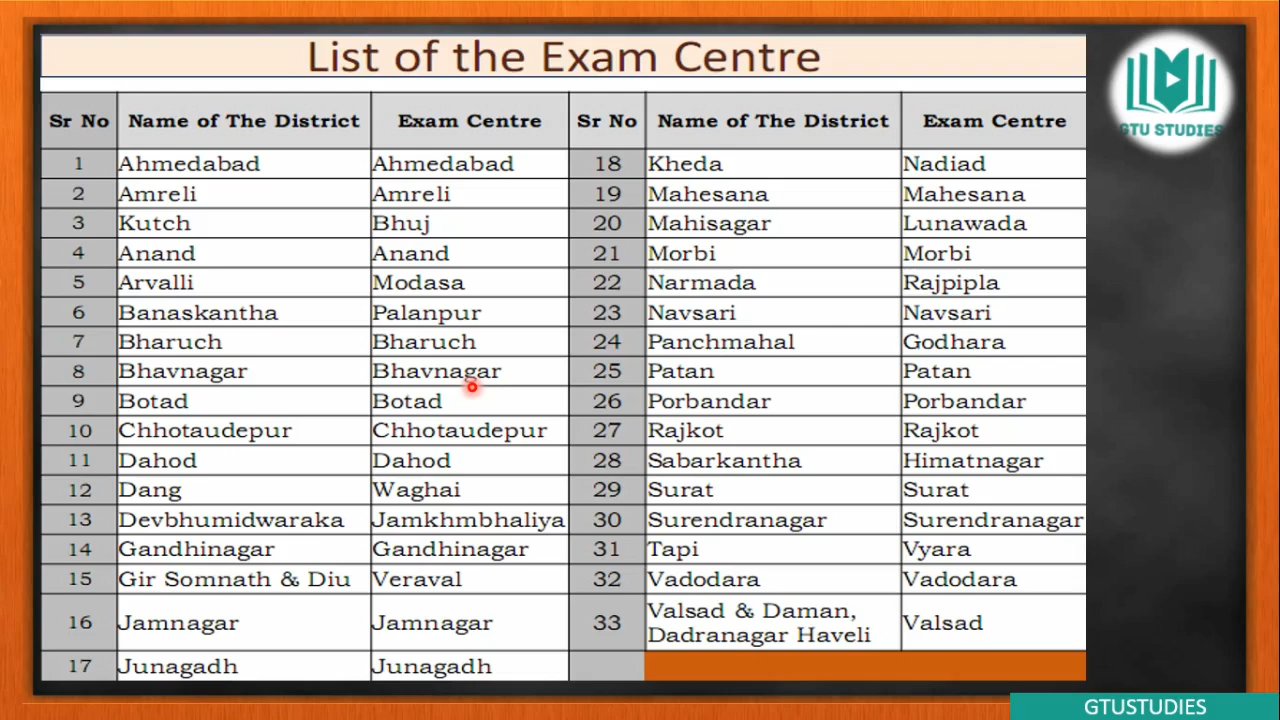 List of the Exam Centre
GTU STUDIES
Sr No Name of The District Exam Centre Sr No Name of The District Exam Centre
1 Ahmedabad Ahmedabad 18 Kheda Nadiad
2 Amreli Amreli 19 Mahesana Mahesana
3 Kutch Bhuj 20 Mahisagar Lunawada
4 Anand Anand 21 Morbi Morbi
5 Arvalli Modasa 22 Narmada Rajpipla
6 Banaskantha Palanpur 23 Navsari Navsari
7 Bharuch Bharuch 24 Panchmahal Godhara
8 Bhavnagar Bhavnagar 25 Patan Patan
9 Botad Botad 26 Porbandar Porbandar
10 Chhotaudepur Chhotaudepur 27 Rajkot Rajkot
11 Dahod Dahod 28 Sabarkantha Himatnagar
12 Dang Waghai 29 Surat Surat
13 Devbhumidwaraka Jamkhmbhaliya 30 Surendranagar Surendranagar
14 Gandhinagar Gandhinagar 31 Tapi Vyara
15 Gir Somnath & Diu Veraval 32 Vadodara Vadodara
16 Jamnagar Jamnagar 33 Valsad & Daman, Valsad
Dadranagar Haveli
17 Junagadh Junagadh
GTUSTUDIES